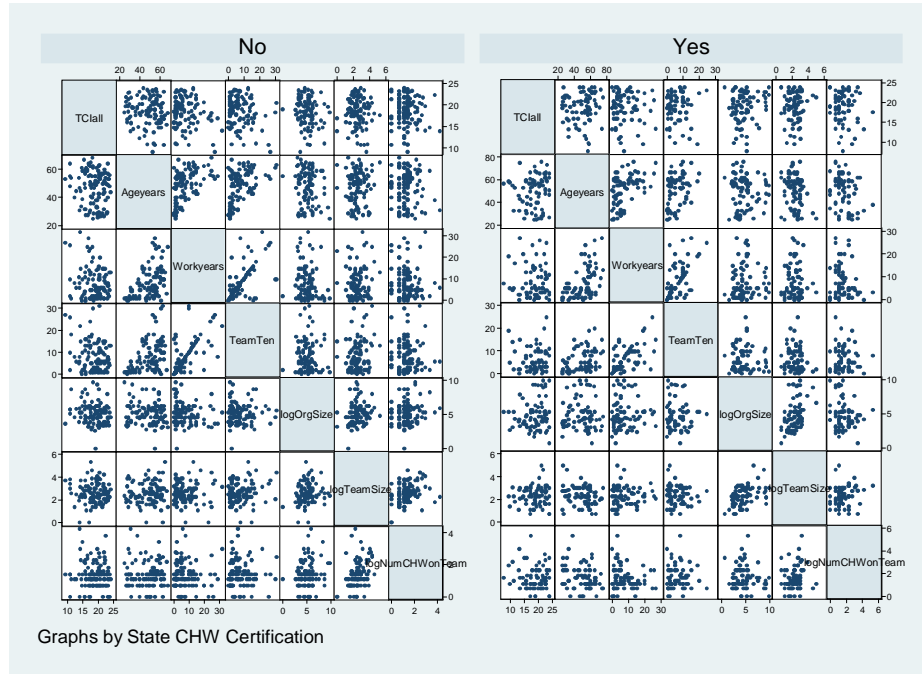 No Yes
20 40 60 0 10 20 30 0 2 4 6 20 40 60 80 0 10 20 30 0 2 4 6
TCIall 10 15 20 25 TCIall 10 15 20 25
20 40 60 Ageyears 20 40 60 80 Ageyears
Workyears 0 10 20 30 Workyears 0 10 20 30
0 10 20 30 TeamTen 0 10 20 30 TeamTen
logOrgSize 0 5 10 logOrgSize 0 5 10
0 2 4 6 logTeamSize 0 2 4 6 logTeamSize
logNumCHWonTeam 0 2 4 logNumCHWonTeam 0 2 4 6
10 15 20 25 0 10 20 30 0 5 10 0 2 4 10 15 20 25 0 10 20 30 0 5 10 0 2 4 6
Graphs by State CHW Certification